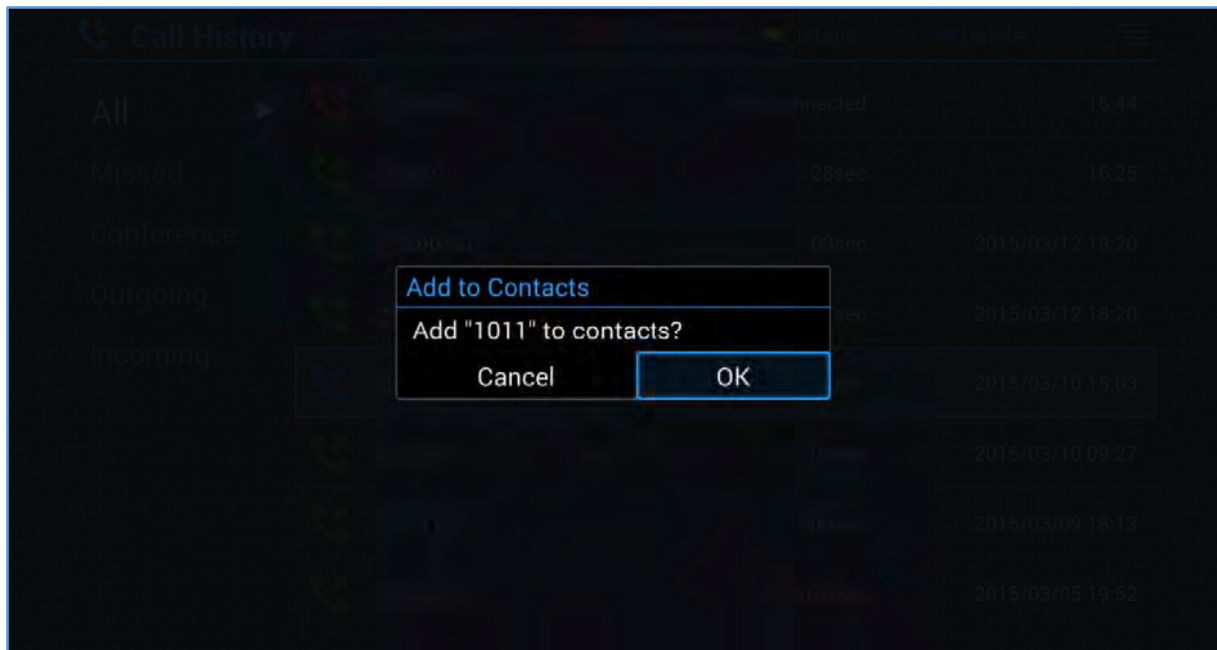 Call History Details Delete
All nnected 16:44
Missed 28sec 16:25
Conference 09sec 2015/03/12 18:20
Outgoing sec 2015/03/12 18:20
Incoming 2015/03/10 15:03
2015/03/10 09:27
2015/03/09 18:13
2015/03/05 19:52
Add to Contacts
Add "1011" to contacts?
Cancel OK